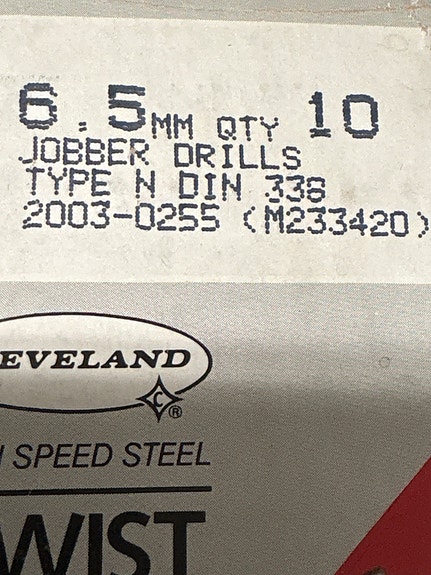 6.5MM QTY 10
JOBBER DRILLS
TYPE N DIN 338
2003-0255 (M233420)
EVELAND
C®
SPEED STEEL
WIST